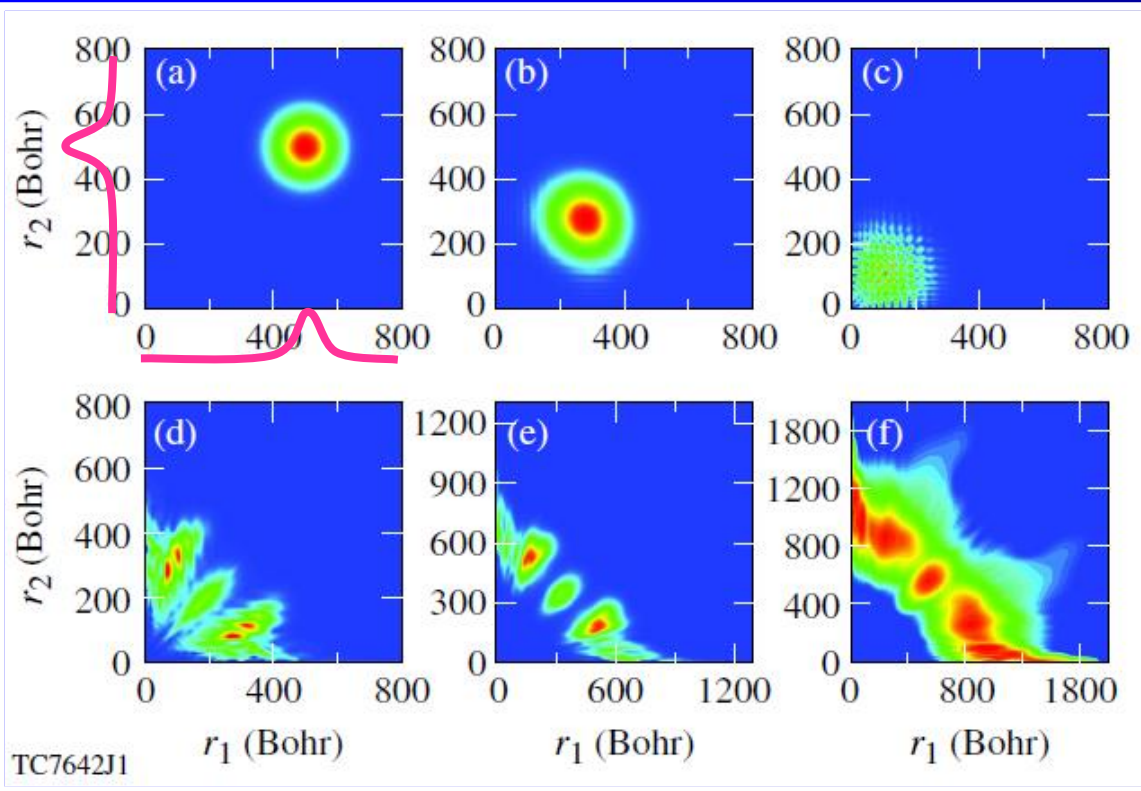 (a) (b) (c)
800 800 800
600 600 600
400 400 400
200 200 200
0 0 0
r2 (Bohr)
0 400 800 0 400 800 0 400 800
(d) (e) (f)
800 1200 1800
600 900 1200
400 600 800
200 300 400
0 0 0
r2 (Bohr)
0 400 800 0 600 1200 0 800 1800
r1 (Bohr) r1 (Bohr) r1 (Bohr)
TC7642J1